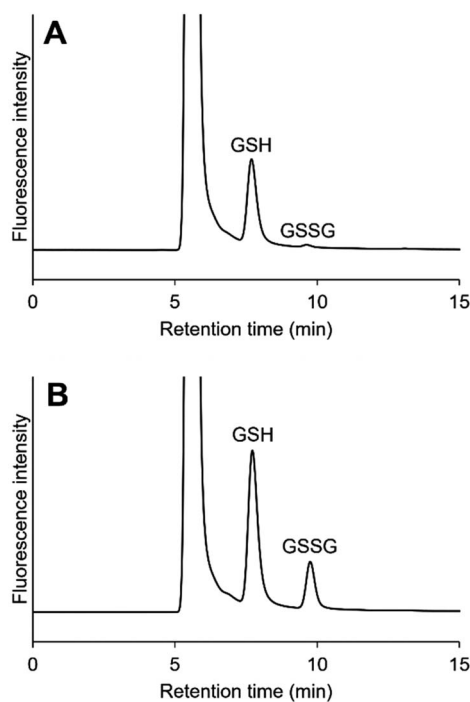 A
Fluorescence intensity
GSH
GSSG
0 5 10 15
Retention time (min)
B
Fluorescence intensity
GSH
GSSG
0 5 10 15
Retention time (min)